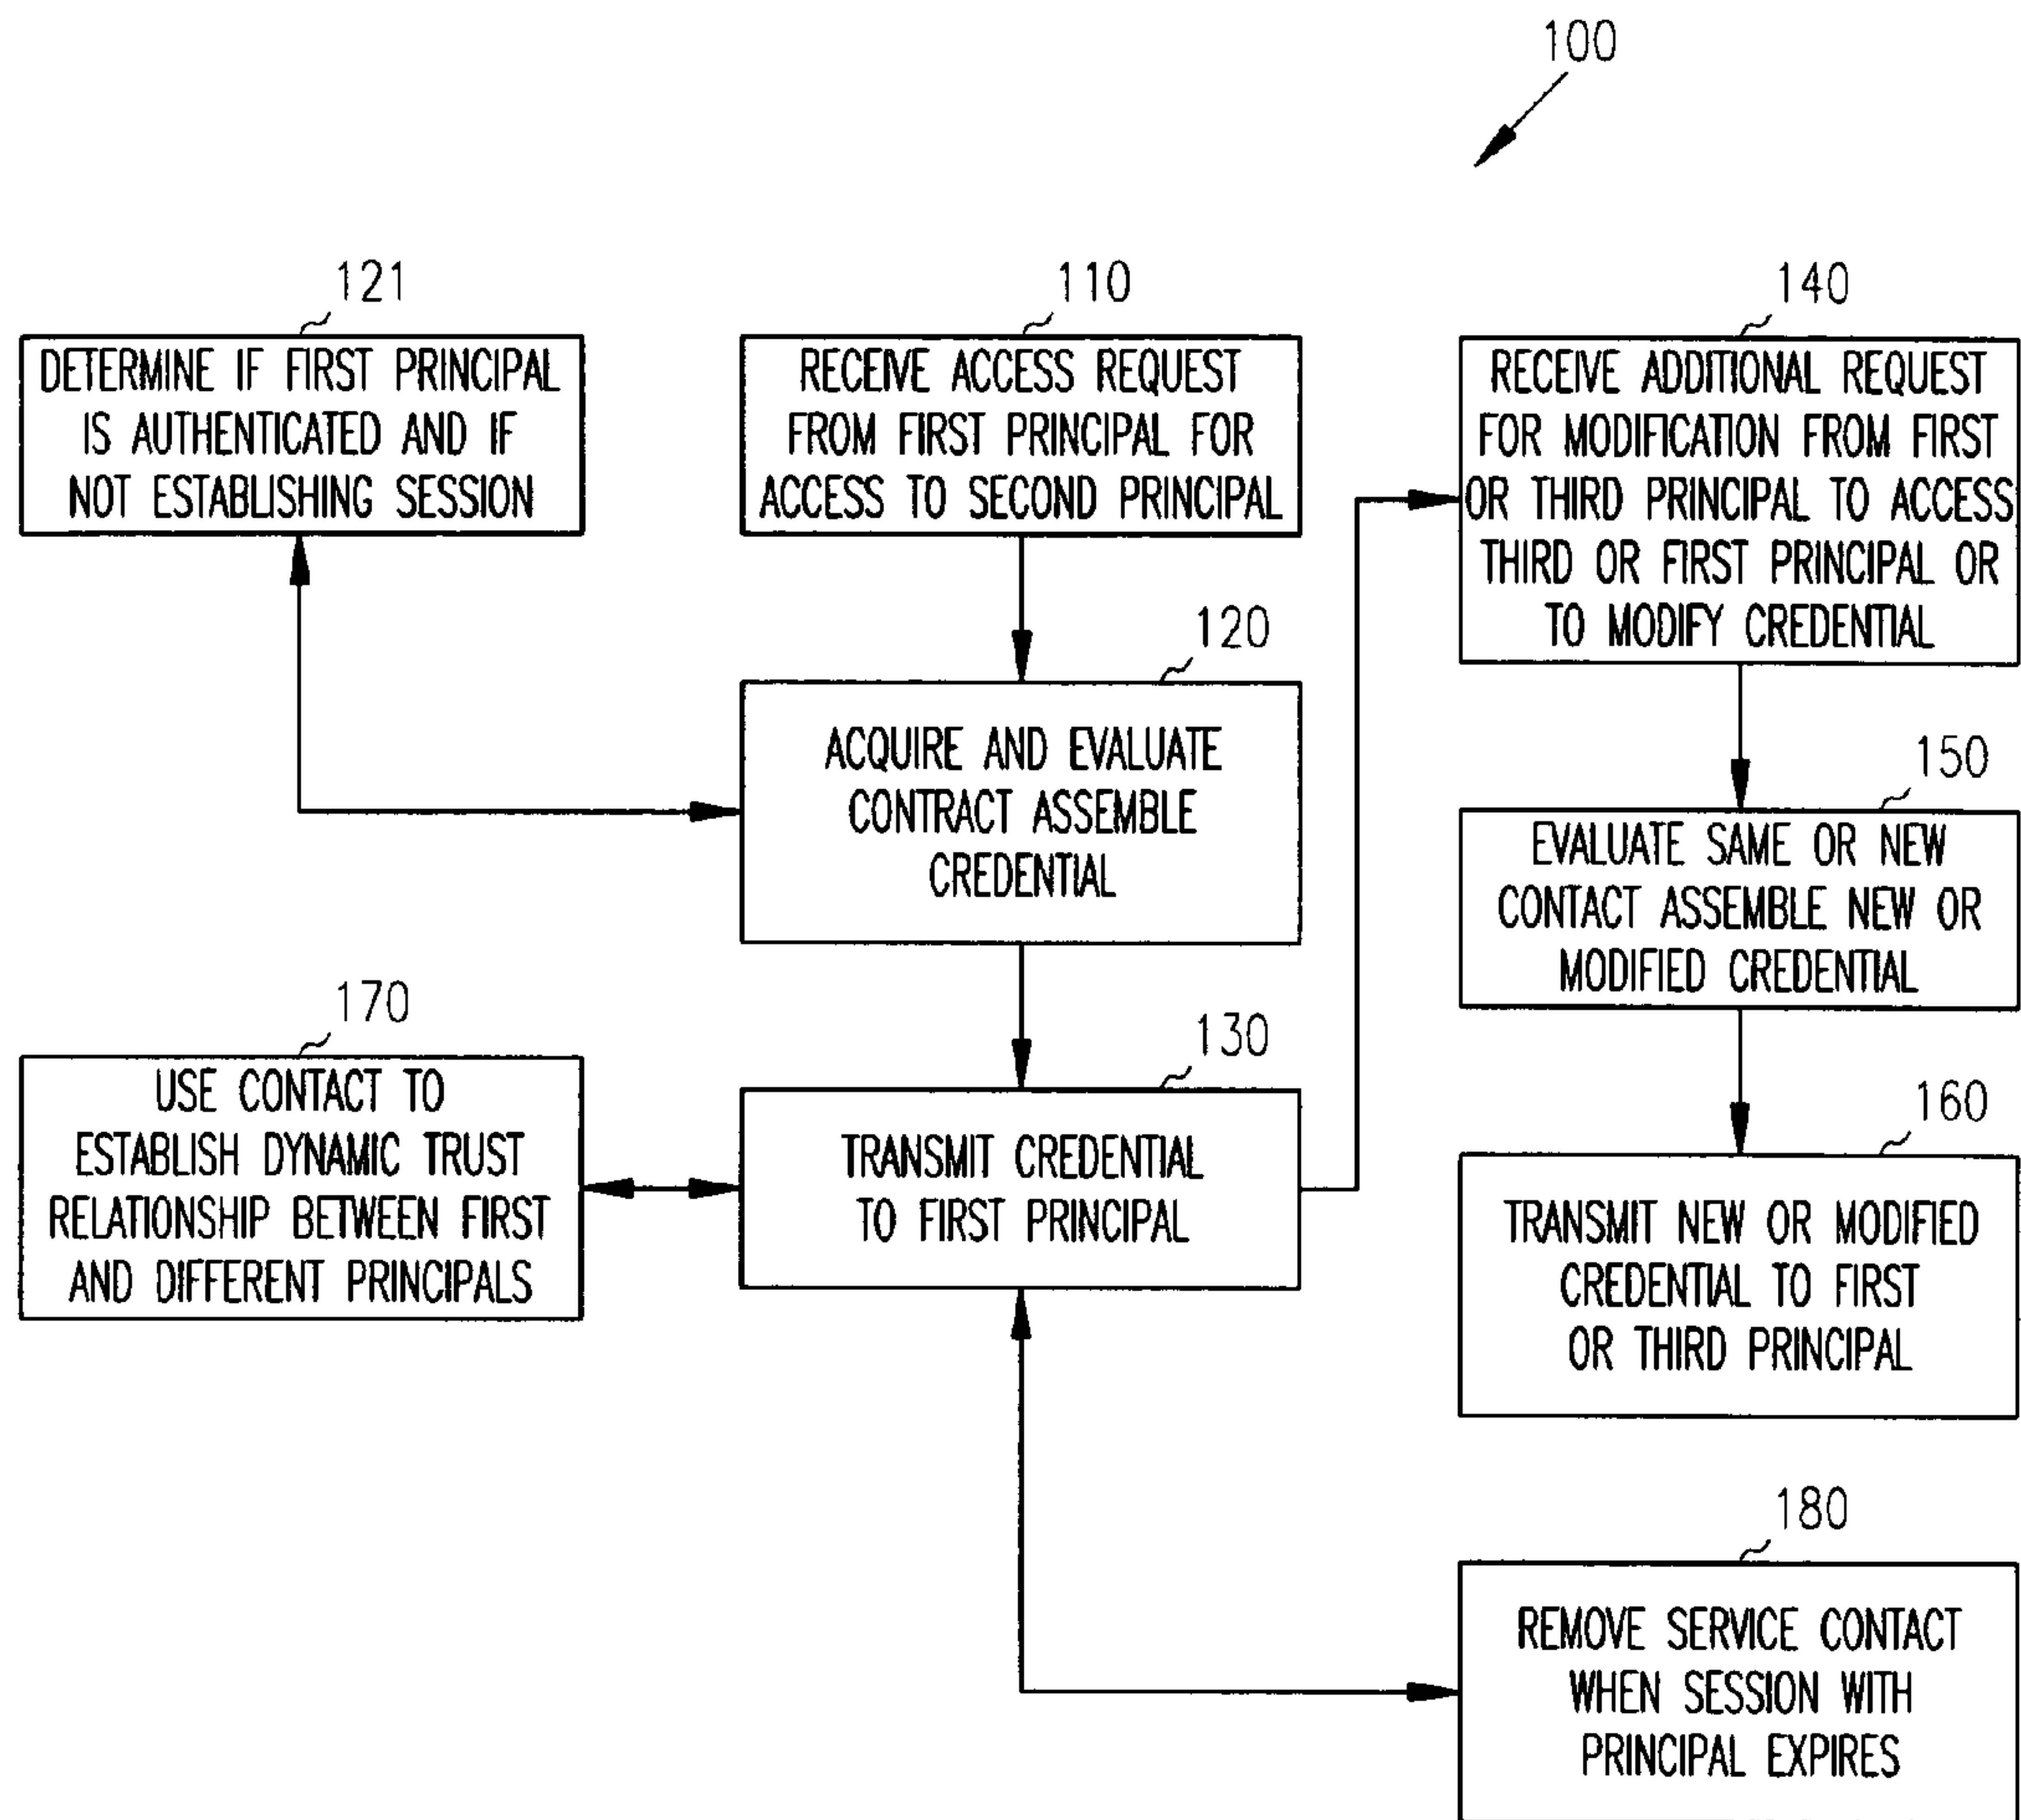 100
121
DETERMINE IF FIRST PRINCIPAL
IS AUTHENTICATED AND IF
NOT ESTABLISHING SESSION
110
RECEIVE ACCESS REQUEST
FROM FIRST PRINCIPAL FOR
ACCESS TO SECOND PRINCIPAL
140
RECEIVE ADDITIONAL REQUEST
FOR MODIFICATION FROM FIRST
OR THIRD PRINCIPAL TO ACCESS
THIRD OR FIRST PRINCIPAL OR
TO MODIFY CREDENTIAL
120
ACQUIRE AND EVALUATE
CONTRACT ASSEMBLE
CREDENTIAL
150
EVALUATE SAME OR NEW
CONTACT ASSEMBLE NEW OR
MODIFIED CREDENTIAL
170
USE CONTACT TO
ESTABLISH DYNAMIC TRUST
RELATIONSHIP BETWEEN FIRST
AND DIFFERENT PRINCIPALS
130
TRANSMIT CREDENTIAL
TO FIRST PRINCIPAL
160
TRANSMIT NEW OR MODIFIED
CREDENTIAL TO FIRST
OR THIRD PRINCIPAL
180
REMOVE SERVICE CONTACT
WHEN SESSION WITH
PRINCIPAL EXPIRES